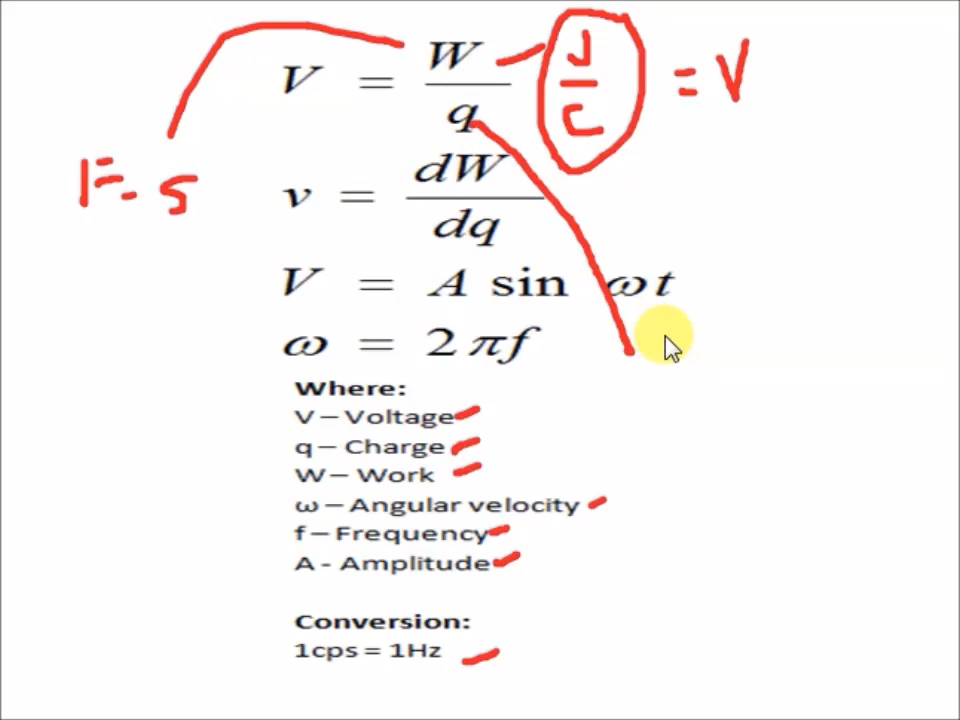 V = W/q J/C = V
F. S
v = dW/dq
V = A sin ωt
ω = 2πf
Where:
V – Voltage
q – Charge
W – Work
ω – Angular velocity
f – Frequency
A - Amplitude
Conversion:
1cps = 1Hz